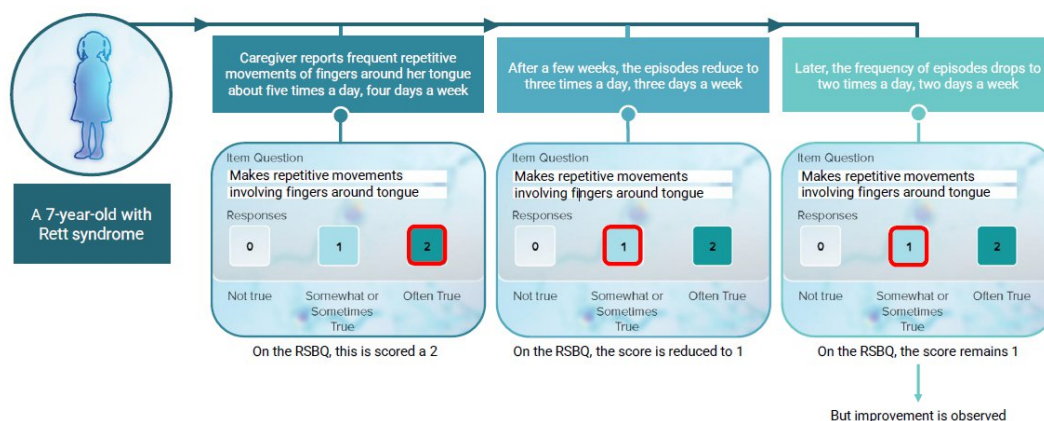 Caregiver reports frequent repetitive
movements of fingers around her tongue
about five times a day, four days a week
After a few weeks, the episodes reduce to
three times a day, three days a week
Later, the frequency of episodes drops to
two times a day, two days a week
A 7-year-old with
Rett syndrome
Item Question
Makes repetitive movements
involving fingers around tongue
Responses
0
1
2
Not true
Somewhat or
Sometimes
True
Often True
On the RSBQ, this is scored a 2
Item Question
Makes repetitive movements
involving fingers around tongue
Responses
0
1
2
Not true
Somewhat or
Sometimes
True
Often True
On the RSBQ, the score is reduced to 1
Item Question
Makes repetitive movements
involving fingers around tongue
Responses
0
1
2
Not true
Somewhat or
Sometimes
True
Often True
On the RSBQ, the score remains 1
But improvement is observed